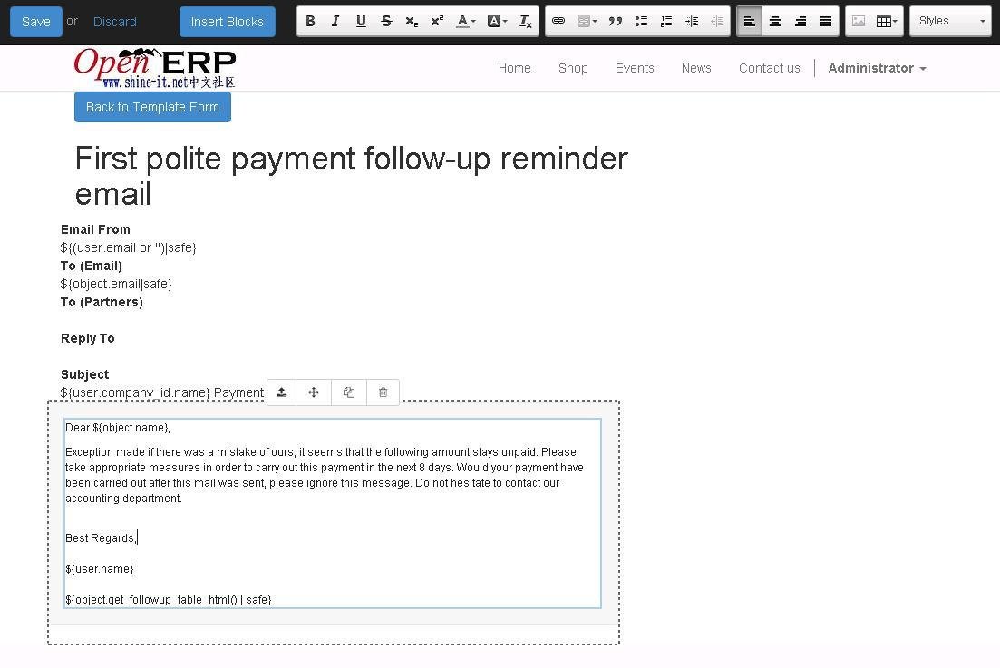 Save or Discard Insert Blocks B I U S x₂ x² A A Tx Styles
Open ERP
www.shine-it.net中文社区
Home Shop Events News Contact us Administrator
Back to Template Form
First polite payment follow-up reminder
email
Email From
${(user.email or '')|safe}
To (Email)
${object.email|safe}
To (Partners)
Reply To
Subject
${user.company_id.name} Payment
Dear ${object.name},
Exception made if there was a mistake of ours, it seems that the following amount stays unpaid. Please,
take appropriate measures in order to carry out this payment in the next 8 days. Would your payment have
been carried out after this mail was sent, please ignore this message. Do not hesitate to contact our
accounting department.
Best Regards,
${user.name}
${object.get_followup_table_html() | safe}